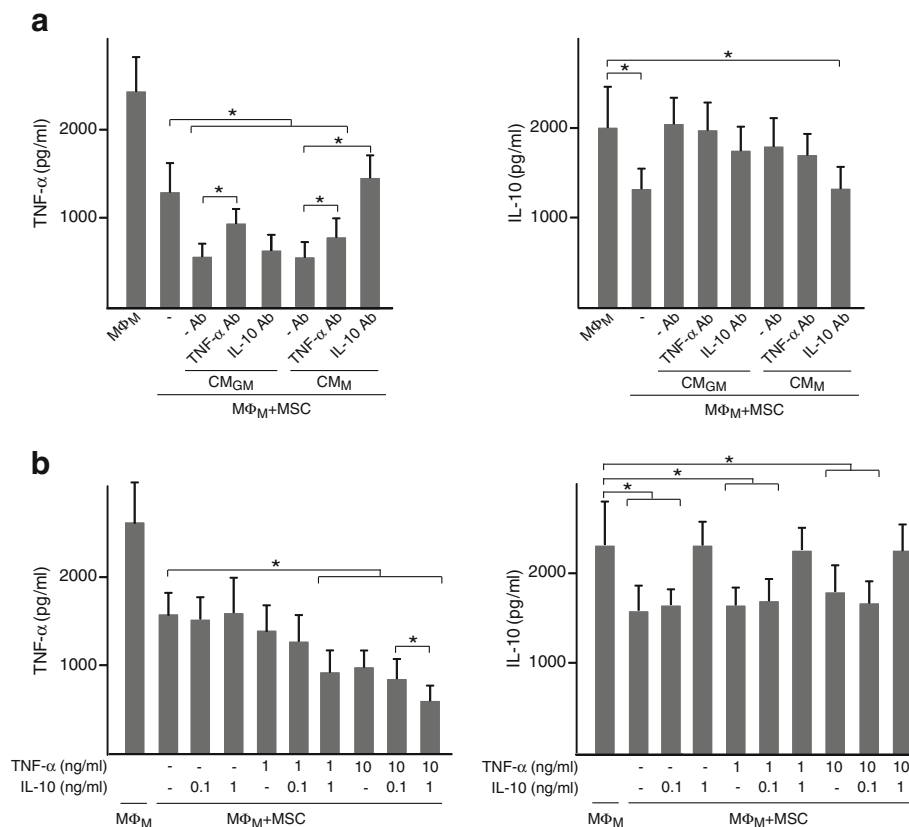 a
TNF-α (pg/ml)
2000
1000
* * * * *
MΦM - - Ab TNF-α Ab IL-10 Ab - Ab TNF-α Ab IL-10 Ab
CMGM CMM
MΦM+MSC
IL-10 (pg/ml)
2000
1000
* *
MΦM - - Ab TNF-α Ab IL-10 Ab - Ab TNF-α Ab IL-10 Ab
CMGM CMM
MΦM+MSC
b
TNF-α (pg/ml)
2000
1000
* *
TNF-α (ng/ml) - - - 1 1 1 10 10 10
IL-10 (ng/ml) - 0.1 1 - 0.1 1 - 0.1 1
MΦM MΦM+MSC
IL-10 (pg/ml)
2000
1000
* * *
TNF-α (ng/ml) - - - 1 1 1 10 10 10
IL-10 (ng/ml) - 0.1 1 - 0.1 1 - 0.1 1
MΦM MΦM+MSC